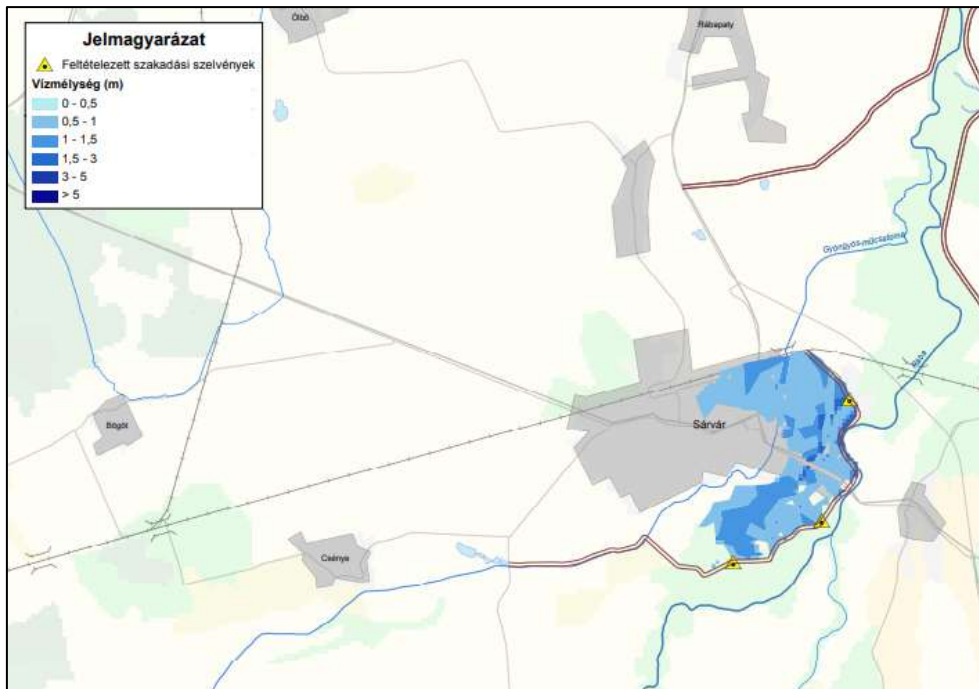 Jelmagyarázat
Feltételezett szakadási szelvények
Vízmélység (m)
0 - 0,5
0,5 - 1
1 - 1,5
1,5 - 3
3 - 5
> 5
Ölbő
Rábapaty
Gyöngyös-műcsatorna
Rába
Bögöt
Sárvár
Csénye